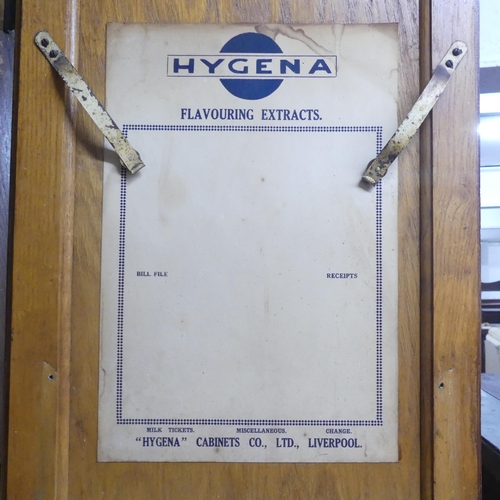 HYGENA
FLAVOURING EXTRACTS.
BILL FILE RECEIPTS
MILK TICKETS. MISCELLANEOUS. CHANGE.
"HYGENA" CABINETS CO., LTD., LIVERPOOL.